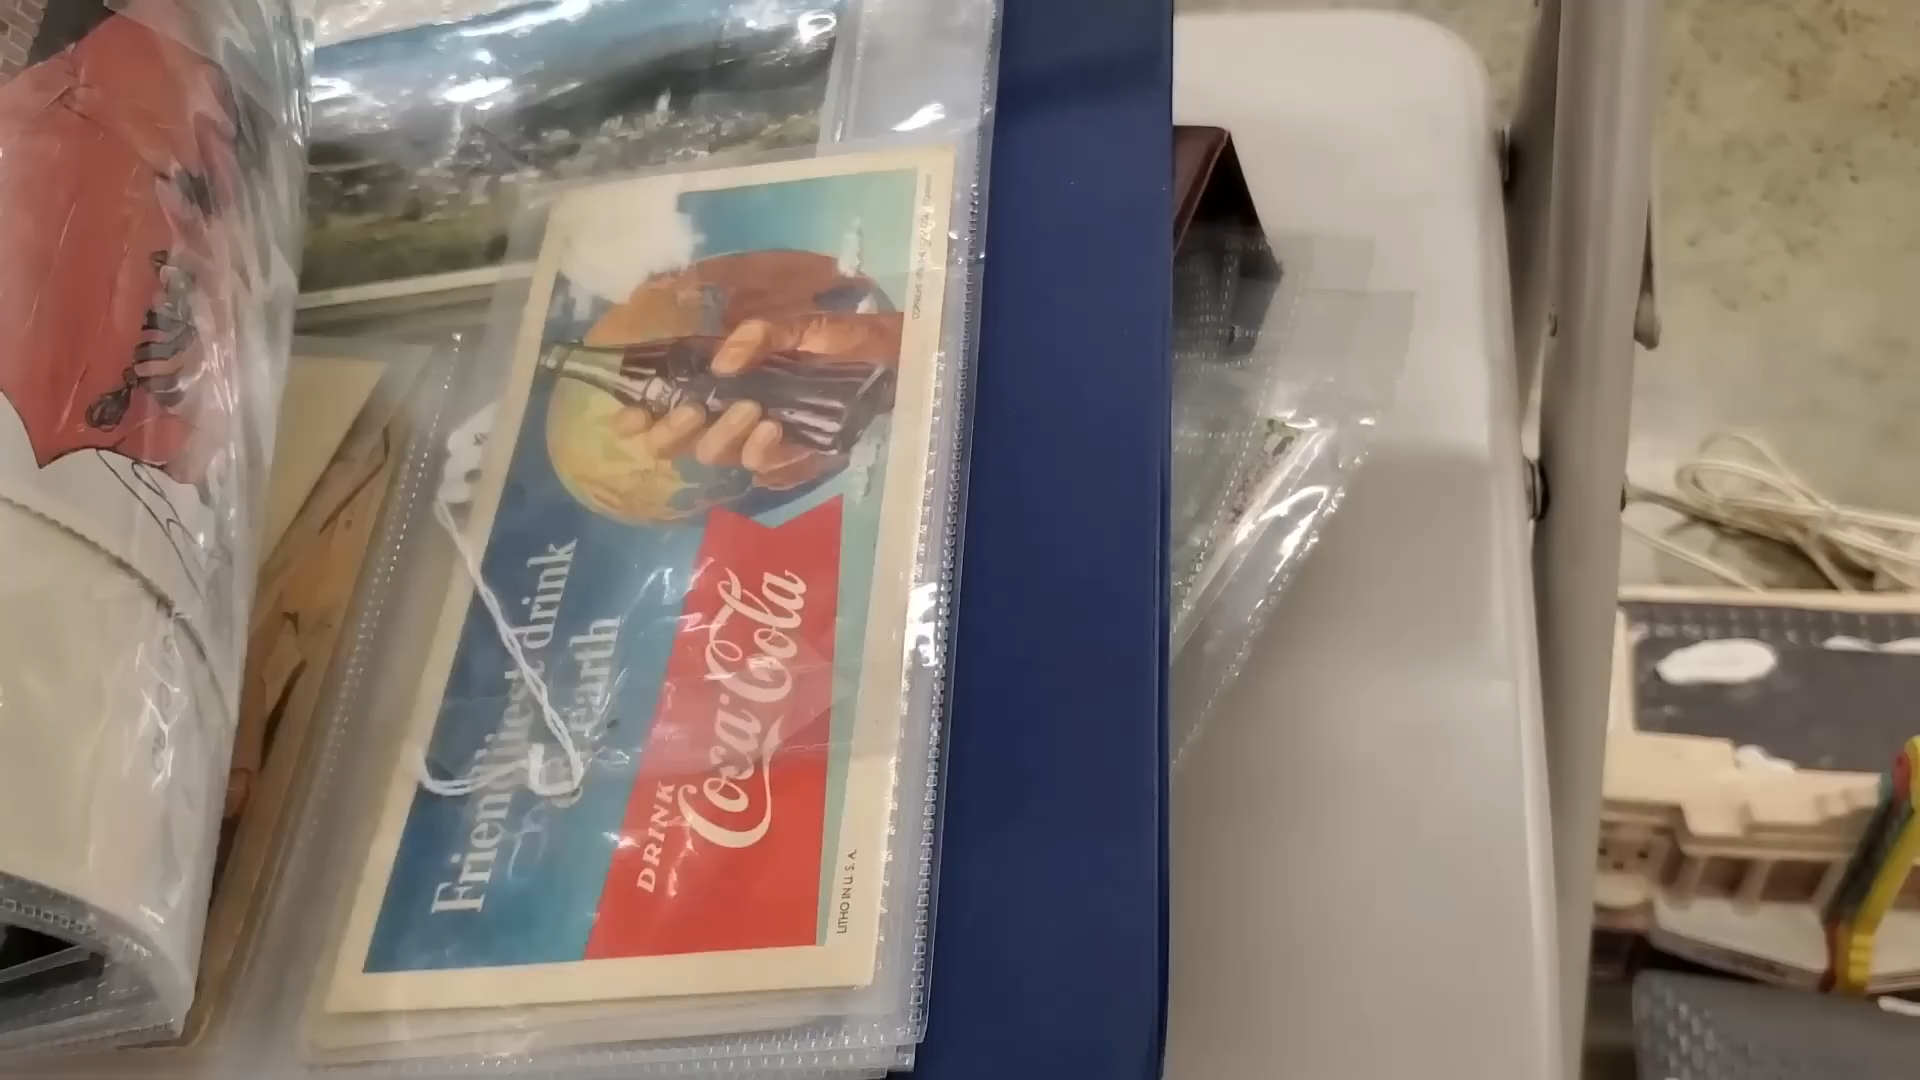 Friendliest drink
on earth
DRINK
Coca-Cola
LITHO IN U. S. A.